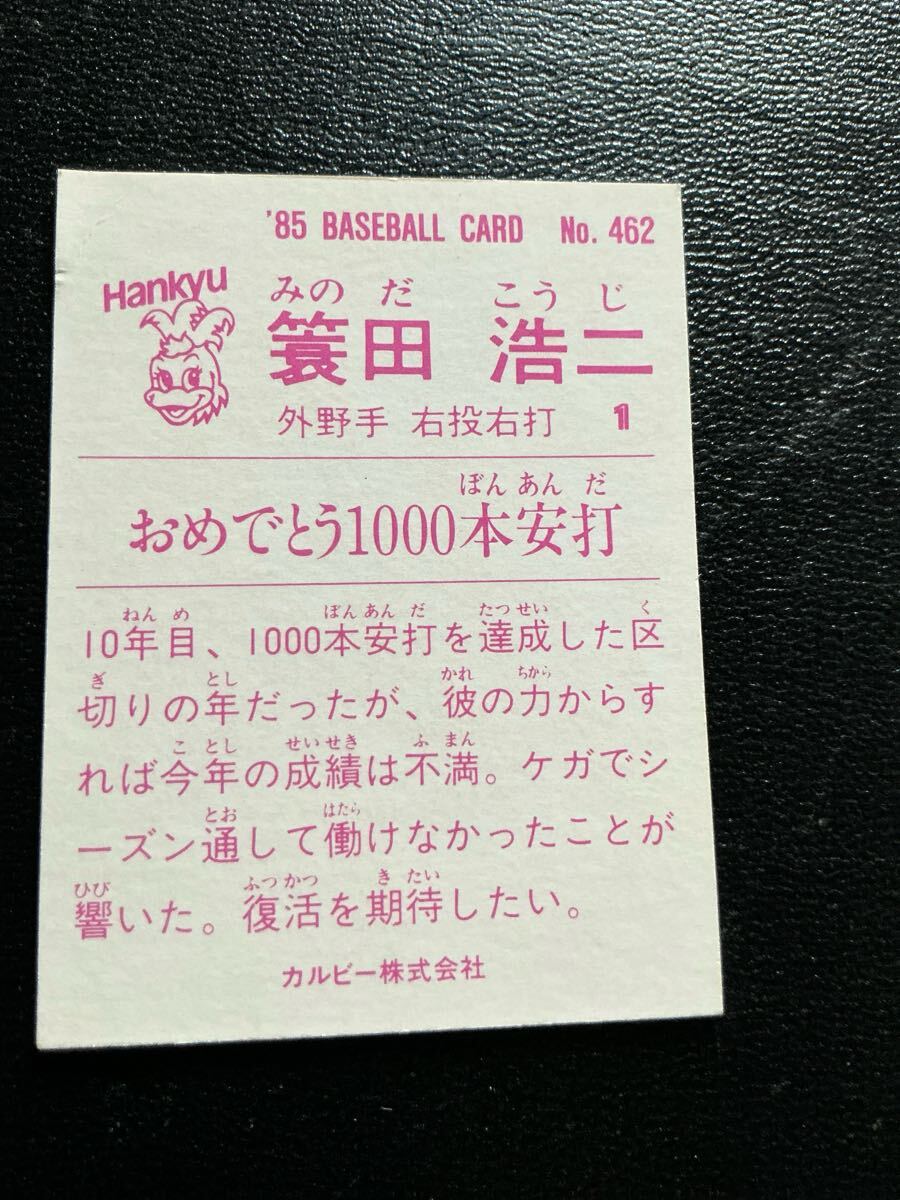 '85 BASEBALL CARD No. 462
Hankyu
みの だ こう じ
簑田 浩二
外野手 右投右打 1
ぼん あん だ
おめでとう1000本安打
ねん め ぼん あん だ たっ せい く
10年目、1000本安打を達成した区
ぎ とし かれ ちから
切りの年だったが、彼の力からす
こ とし せい せき ふ まん
れば今年の成績は不満。ケガでシ
とお はたら
ーズン通して働けなかったことが
ひび ふっ かつ き たい
響いた。復活を期待したい。
カルビー株式会社